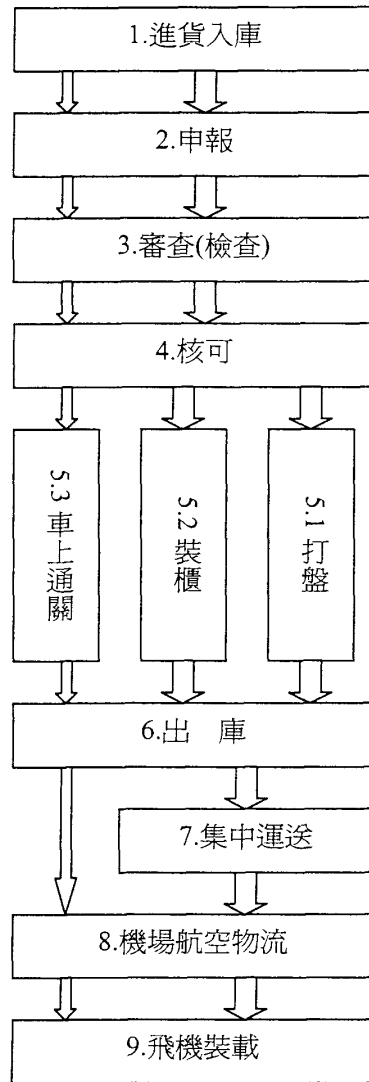 1.進貨入庫
2.申報
3.審查(檢查)
4.核可
5.3 車上通關
5.2 裝櫃
5.1 打盤
6.出 庫
7.集中運送
8.機場航空物流
9.飛機裝載